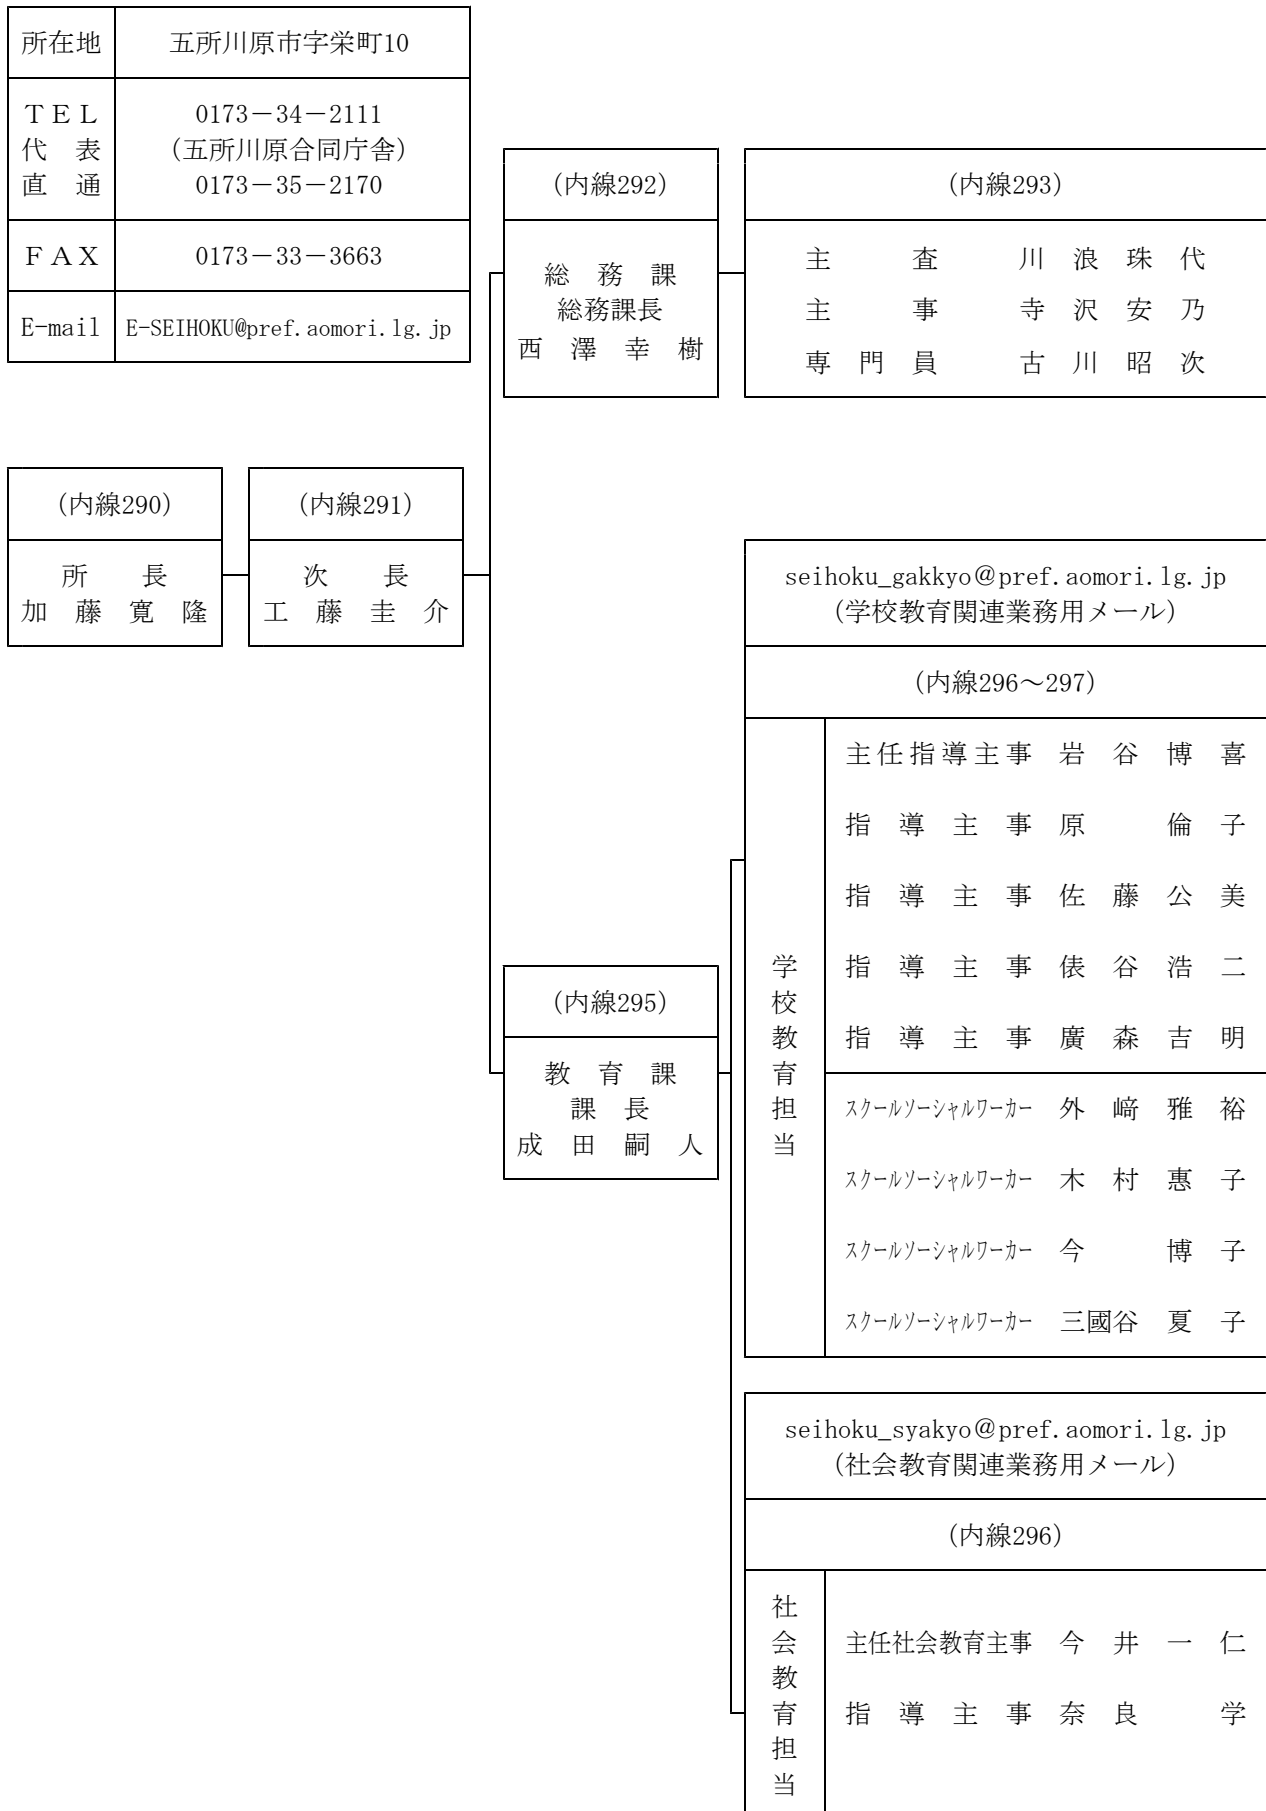 所在地 五所川原市字栄町10
ＴＥＬ 0173－34－2111
代表 （五所川原合同庁舎）
直通 0173－35－2170
ＦＡＸ 0173－33－3663
E-mail E-SEIHOKU@pref.aomori.lg.jp
（内線290）
所長
加藤寛隆
（内線291）
次長
工藤圭介
（内線292）
総務課
総務課長
西澤幸樹
（内線293）
主査 川浪珠代
主事 寺沢安乃
専門員 古川昭次
（内線295）
教育課
課長
成田嗣人
seihoku_gakkyo＠pref.aomori.lg.jp
（学校教育関連業務用メール）
（内線296～297）
学校教育担当
主任指導主事 岩谷博喜
指導主事 原倫子
指導主事 佐藤公美
指導主事 俵谷浩二
指導主事 廣森吉明
スクールソーシャルワーカー 外﨑雅裕
スクールソーシャルワーカー 木村惠子
スクールソーシャルワーカー 今博子
スクールソーシャルワーカー 三國谷夏子
seihoku_syakyo＠pref.aomori.lg.jp
（社会教育関連業務用メール）
（内線296）
社会教育担当
主任社会教育主事 今井一仁
指導主事 奈良学